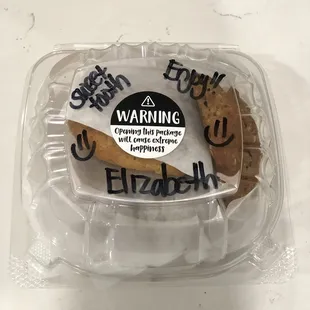 Sweet
tooth
Enjoy!!
WARNING
Opening this package
will cause extreme
happiness
Elizabeth